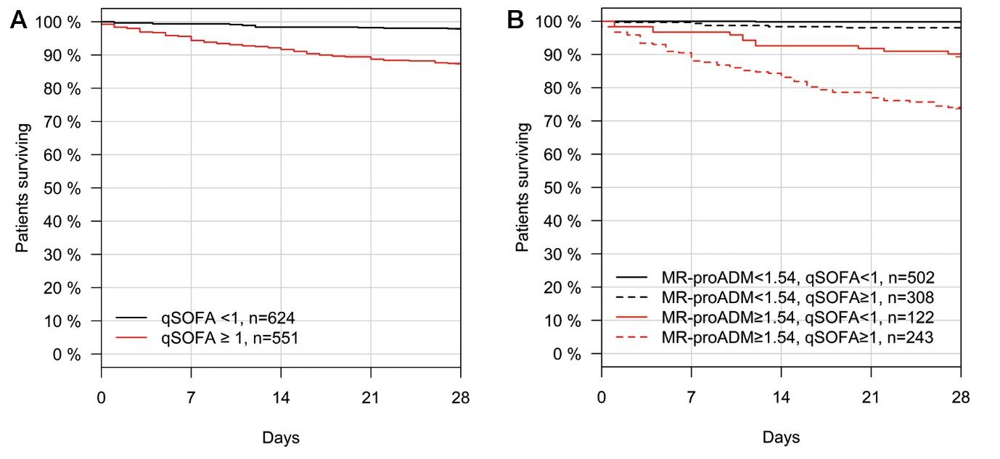 A
Patients surviving
100 %
90 %
80 %
70 %
60 %
50 %
40 %
30 %
20 %
10 %
0 %
qSOFA <1, n=624
qSOFA ≥ 1, n=551
0 7 14 21 28
Days
B
Patients surviving
100 %
90 %
80 %
70 %
60 %
50 %
40 %
30 %
20 %
10 %
0 %
MR-proADM<1.54, qSOFA<1, n=502
MR-proADM<1.54, qSOFA≥1, n=308
MR-proADM≥1.54, qSOFA<1, n=122
MR-proADM≥1.54, qSOFA≥1, n=243
0 7 14 21 28
Days